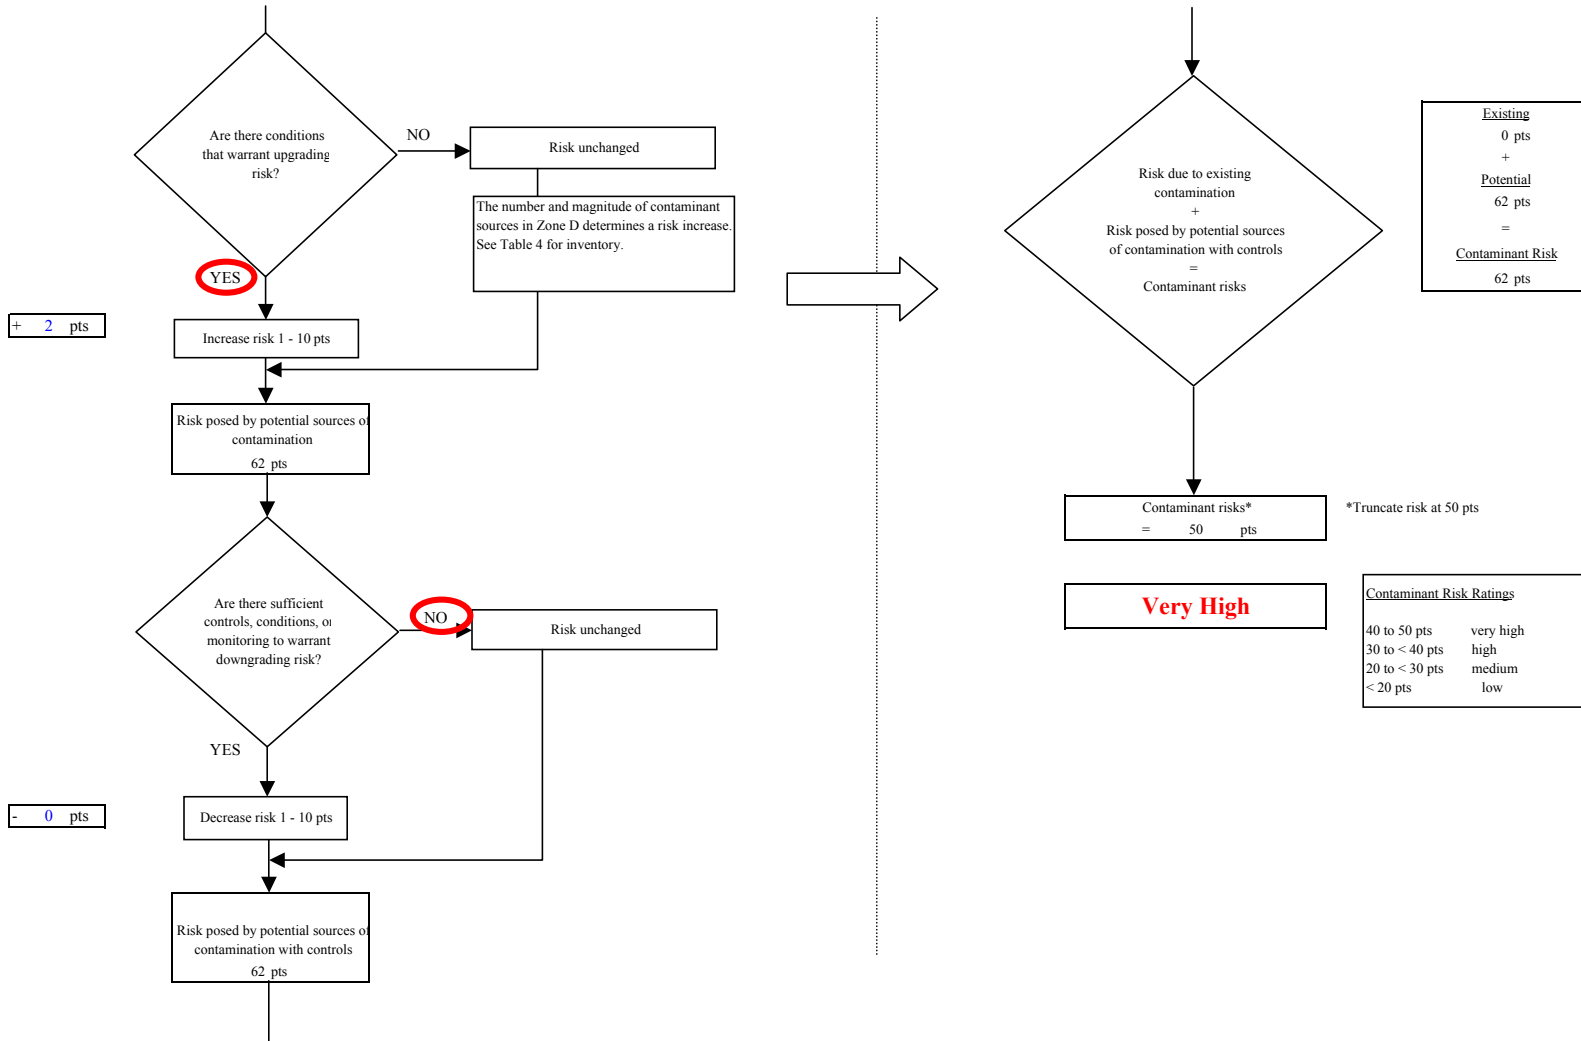 Are there conditions
that warrant upgrading
risk?
NO
Risk unchanged
The number and magnitude of contaminant
sources in Zone D determines a risk increase.
See Table 4 for inventory.
YES
+ 2 pts
Increase risk 1 - 10 pts
Risk posed by potential sources of
contamination
62 pts
Are there sufficient
controls, conditions, or
monitoring to warrant
downgrading risk?
NO
Risk unchanged
YES
- 0 pts
Decrease risk 1 - 10 pts
Risk posed by potential sources of
contamination with controls
62 pts
Risk due to existing
contamination
+
Risk posed by potential sources
of contamination with controls
=
Contaminant risks
Existing
0 pts
+
Potential
62 pts
=
Contaminant Risk
62 pts
Contaminant risks*
= 50 pts
*Truncate risk at 50 pts
Very High
Contaminant Risk Ratings
40 to 50 pts very high
30 to < 40 pts high
20 to < 30 pts medium
< 20 pts low